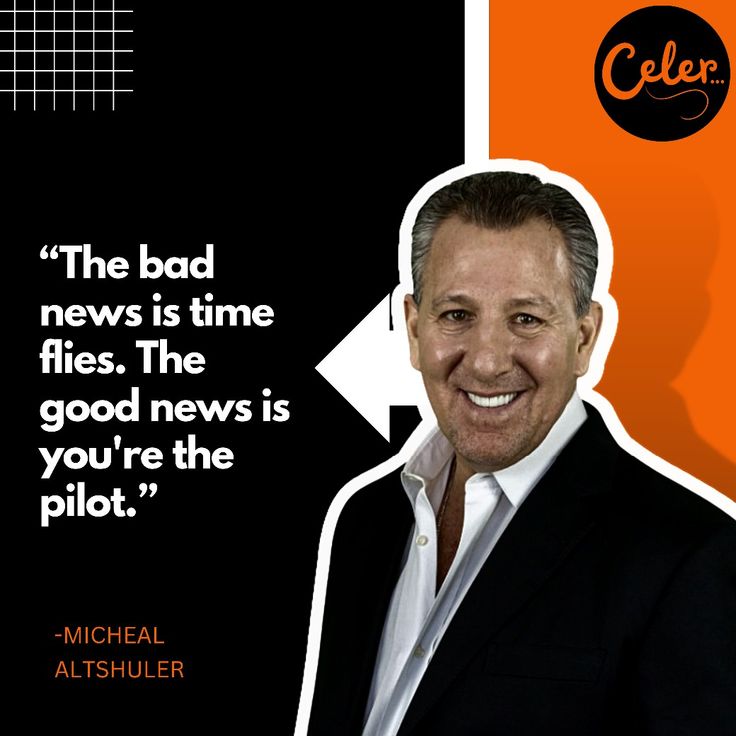 Celer...
“The bad
news is time
flies. The
good news is
you're the
pilot.”
-MICHEAL
ALTSHULER